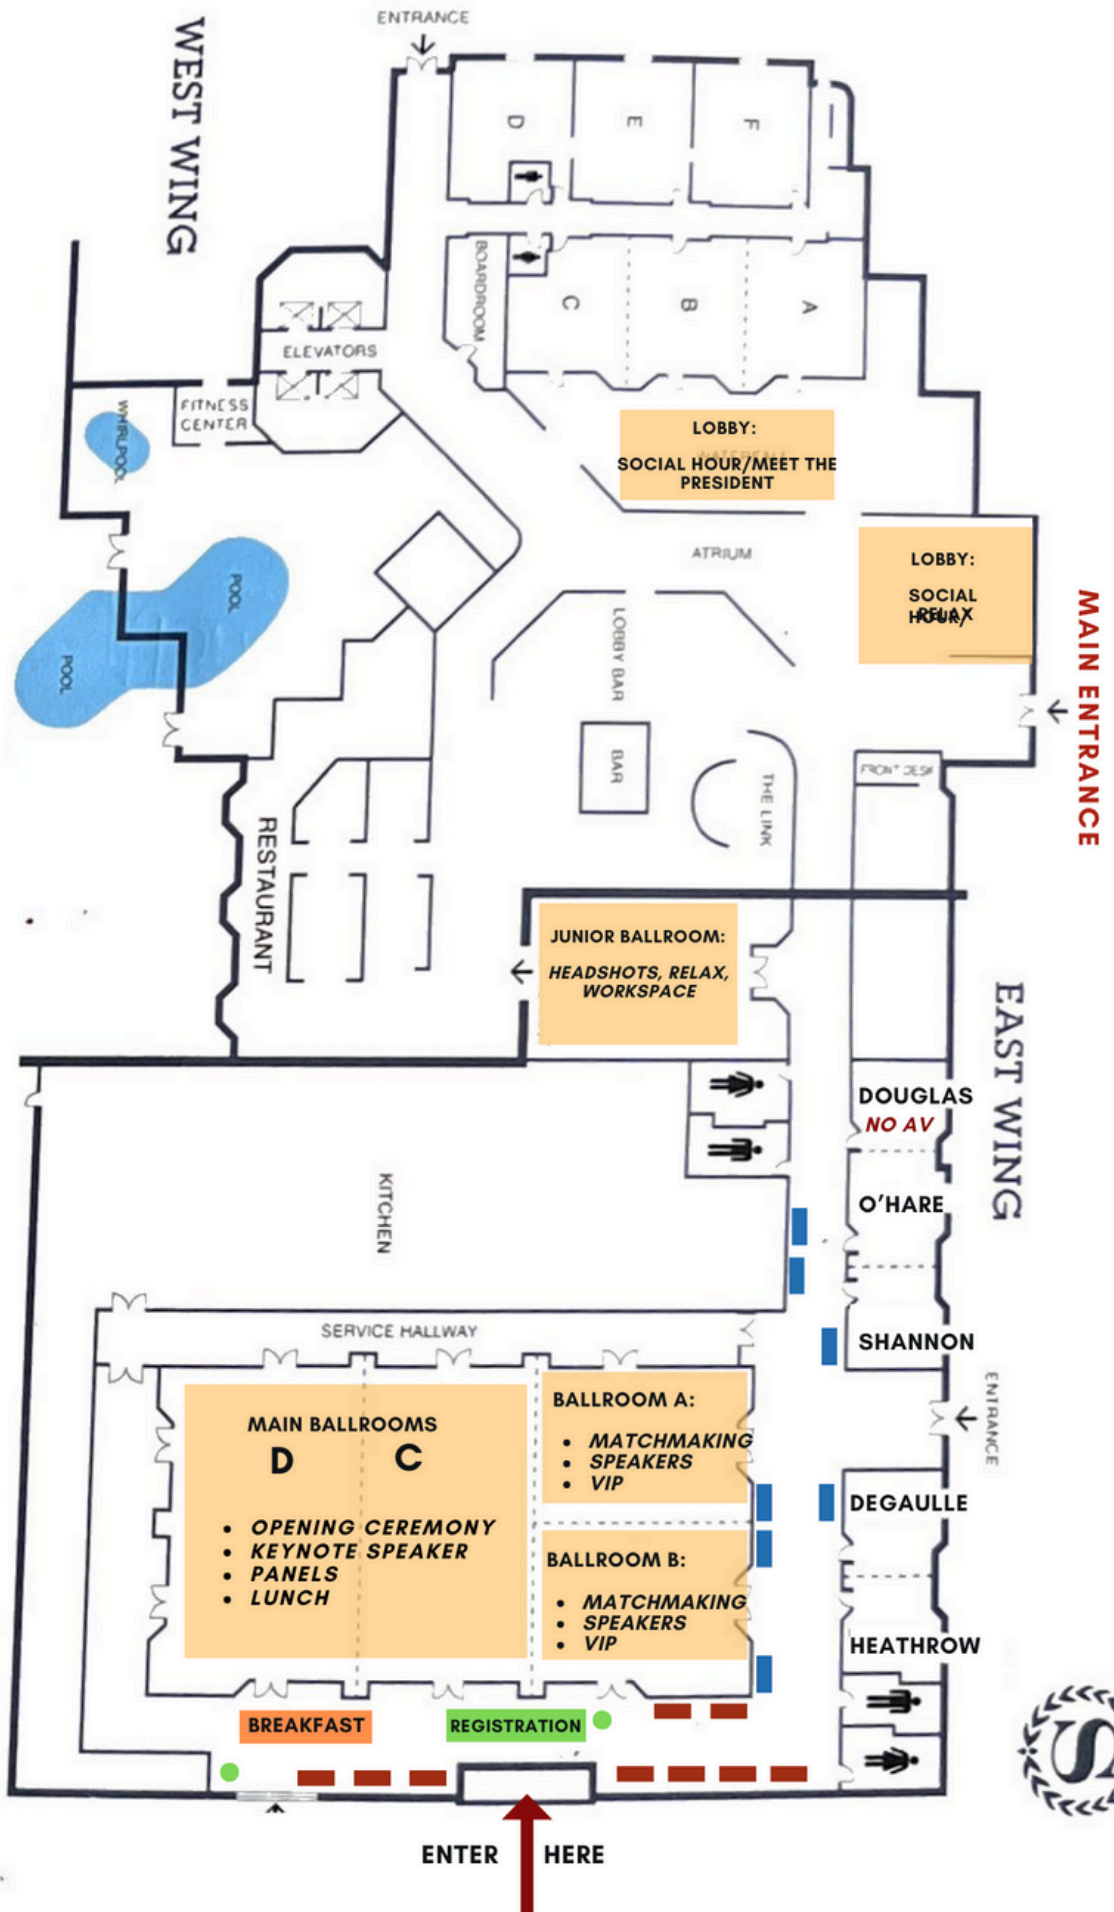 ENTRANCE
WEST WING
D
E
F
BOARDROOM
C
B
A
ELEVATORS
FITNESS
CENTER
WHIRLPOOL
LOBBY:
SOCIAL HOUR/MEET THE
PRESIDENT
ATRIUM
LOBBY:
SOCIAL
HOUR/
RELAX
POOL
POOL
LOBBY BAR
MAIN ENTRANCE
BAR
THE LINK
FRONT DESK
RESTAURANT
JUNIOR BALLROOM:
HEADSHOTS, RELAX,
WORKSPACE
EAST WING
DOUGLAS
NO AV
O'HARE
KITCHEN
SERVICE HALLWAY
SHANNON
ENTRANCE
MAIN BALLROOMS
D C
• OPENING CEREMONY
• KEYNOTE SPEAKER
• PANELS
• LUNCH
BALLROOM A:
• MATCHMAKING
• SPEAKERS
• VIP
DEGAULLE
BALLROOM B:
• MATCHMAKING
• SPEAKERS
• VIP
HEATHROW
BREAKFAST
REGISTRATION
S
ENTER HERE